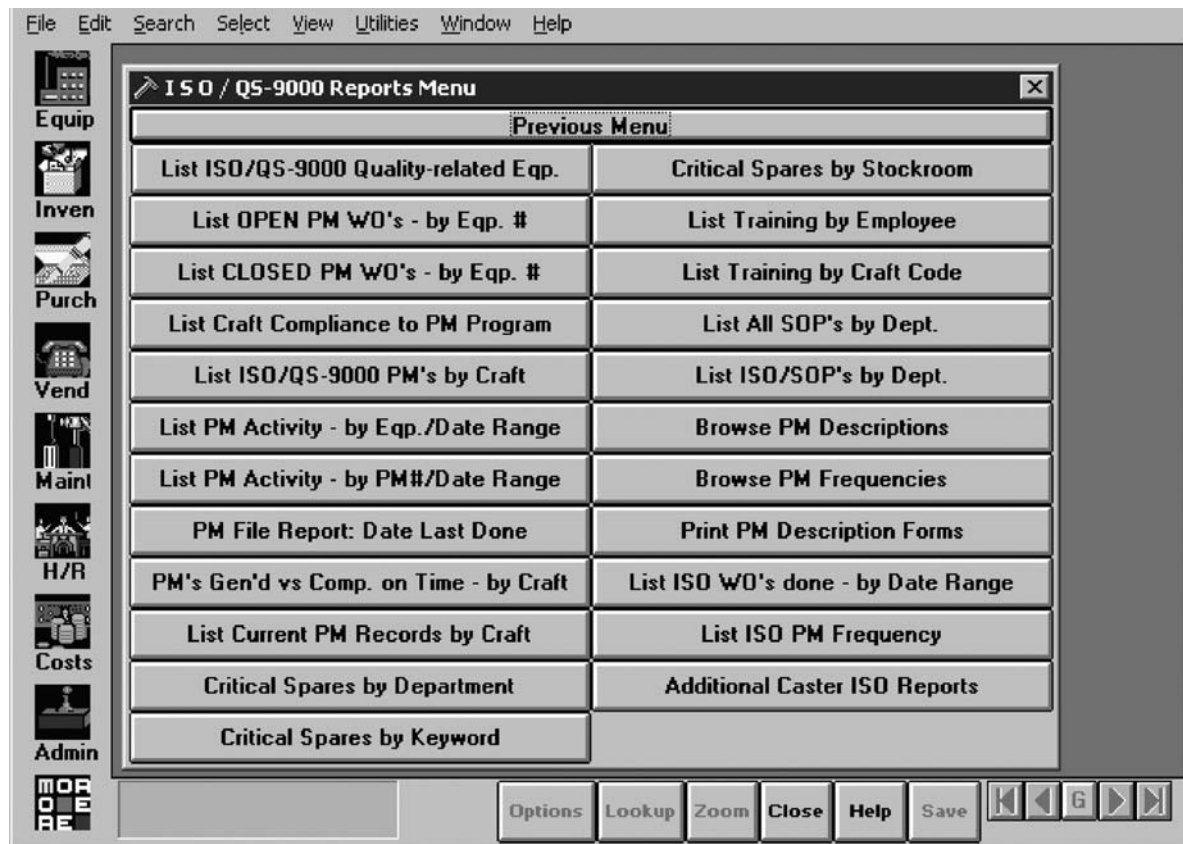 File Edit Search Select View Utilities Window Help
Equip
Inven
Purch
Vend
Maint
H/R
Costs
Admin
MORE
I S O / QS-9000 Reports Menu
Previous Menu
List ISO/QS-9000 Quality-related Eqp.
Critical Spares by Stockroom
List OPEN PM WO's - by Eqp. #
List Training by Employee
List CLOSED PM WO's - by Eqp. #
List Training by Craft Code
List Craft Compliance to PM Program
List All SOP's by Dept.
List ISO/QS-9000 PM's by Craft
List ISO/SOP's by Dept.
List PM Activity - by Eqp./Date Range
Browse PM Descriptions
List PM Activity - by PM#/Date Range
Browse PM Frequencies
PM File Report: Date Last Done
Print PM Description Forms
PM's Gen'd vs Comp. on Time - by Craft
List ISO WO's done - by Date Range
List Current PM Records by Craft
List ISO PM Frequency
Critical Spares by Department
Additional Caster ISO Reports
Critical Spares by Keyword
Options Lookup Zoom Close Help Save G